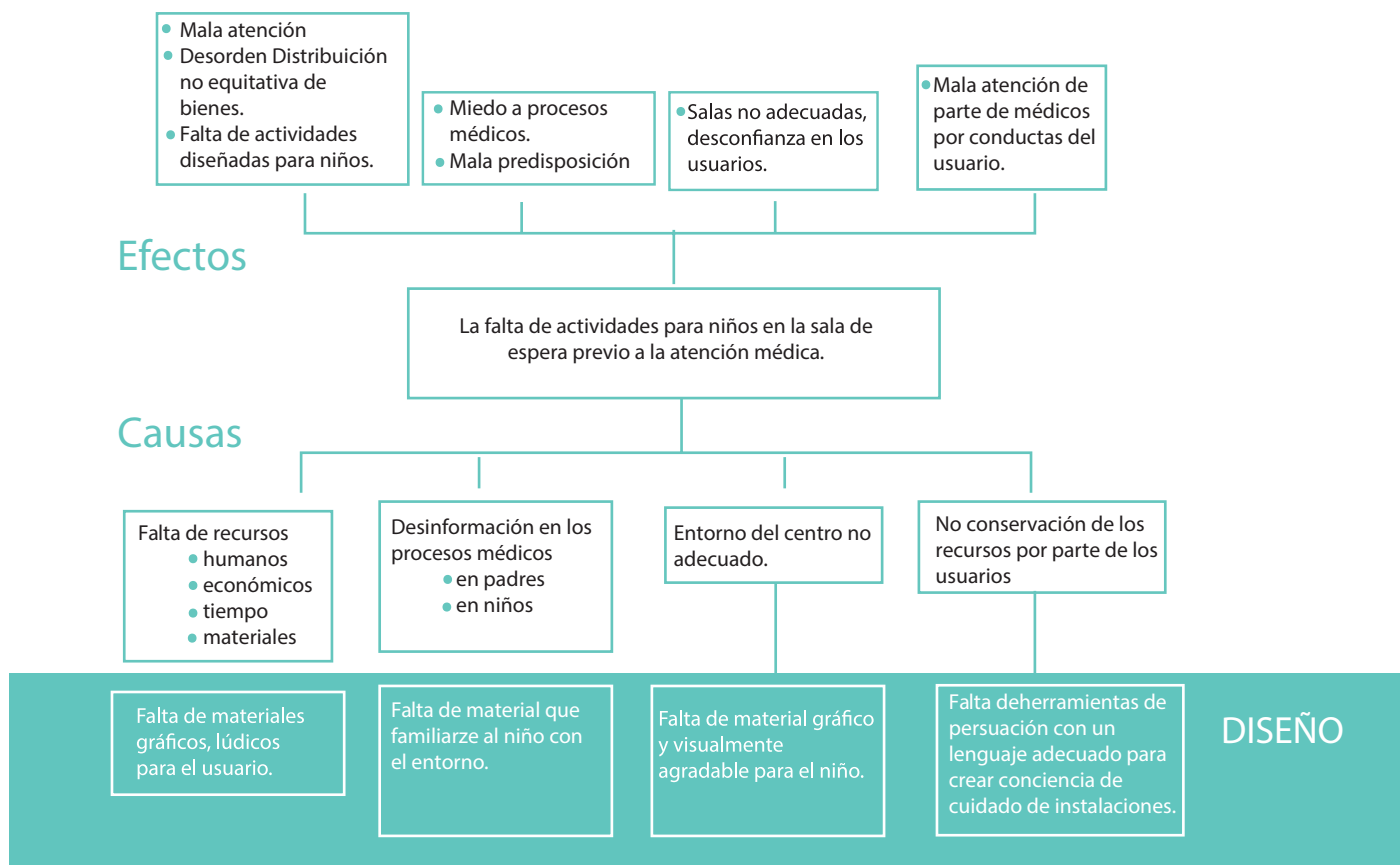 Mala atención
Desorden Distribuición
no equitativa de
bienes.
Falta de actividades
diseñadas para niños.
Miedo a procesos
médicos.
Mala predisposición
Salas no adecuadas,
desconfianza en los
usuarios.
Mala atención de
parte de médicos
por conductas del
usuario.
Efectos
La falta de actividades para niños en la sala de
espera previo a la atención médica.
Causas
Falta de recursos
humanos
económicos
tiempo
materiales
Desinformación en los
procesos médicos
en padres
en niños
Entorno del centro no
adecuado.
No conservación de los
recursos por parte de los
usuarios
Falta de materiales
gráficos, lúdicos
para el usuario.
Falta de material que
familiarze al niño con
el entorno.
Falta de material gráfico
y visualmente
agradable para el niño.
Falta deherramientas de
persuación con un
lenguaje adecuado para
crear conciencia de
cuidado de instalaciones.
DISEÑO